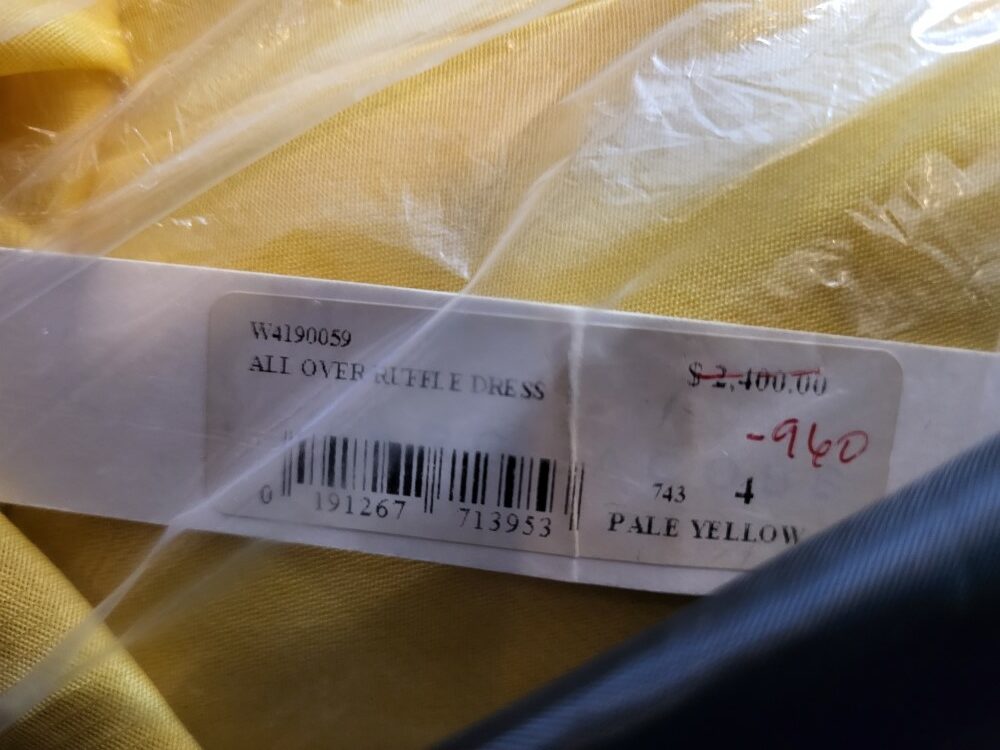 W4190059
ALL OVER RUFFLE DRESS
$ 2,400.00
-960
743 4
0 191267 713953
PALE YELLOW